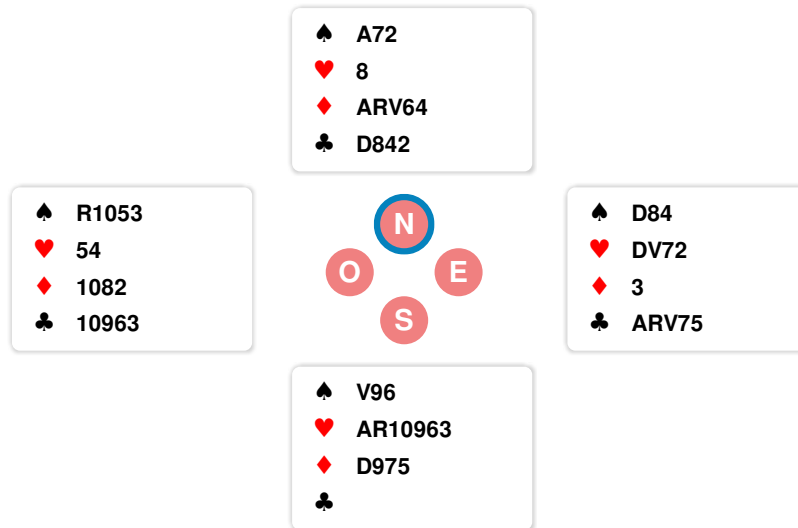 ♠ A72
♥ 8
♦ ARV64
♣ D842
♠ R1053
♥ 54
♦ 1082
♣ 10963
N
O
E
S
♠ D84
♥ DV72
♦ 3
♣ ARV75
♠ V96
♥ AR10963
♦ D975
♣